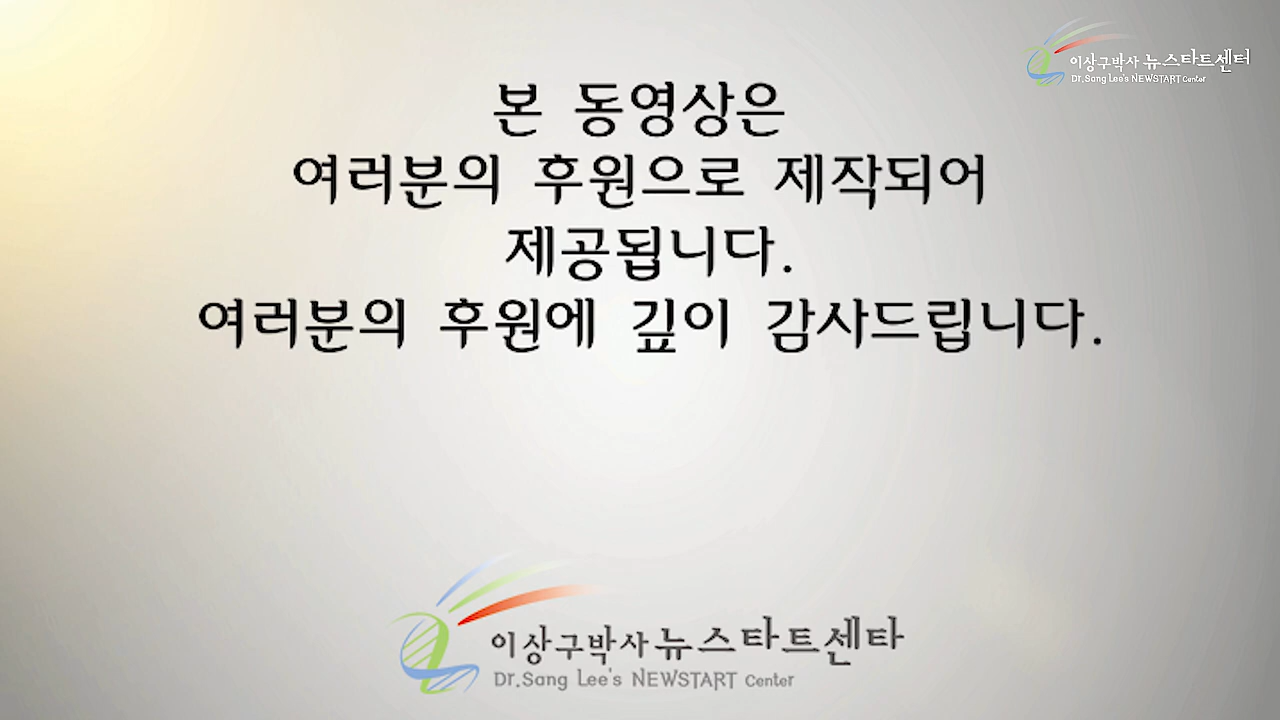 이상구박사 뉴스타트센터
Dr.Sang Lee's NEWSTART Center
본 동영상은
여러분의 후원으로 제작되어
제공됩니다.
여러분의 후원에 깊이 감사드립니다.
이상구박사 뉴스타트센타
Dr.Sang Lee's NEWSTART Center